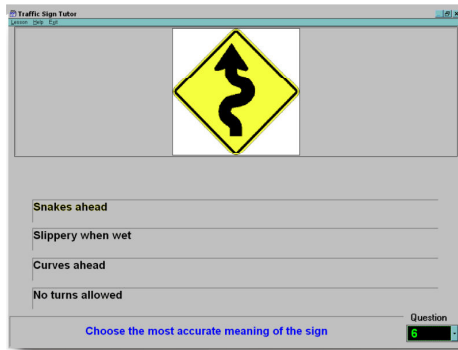 Traffic Sign Tutor
Lesson Help Exit
Snakes ahead
Slippery when wet
Curves ahead
No turns allowed
Question
Choose the most accurate meaning of the sign
6